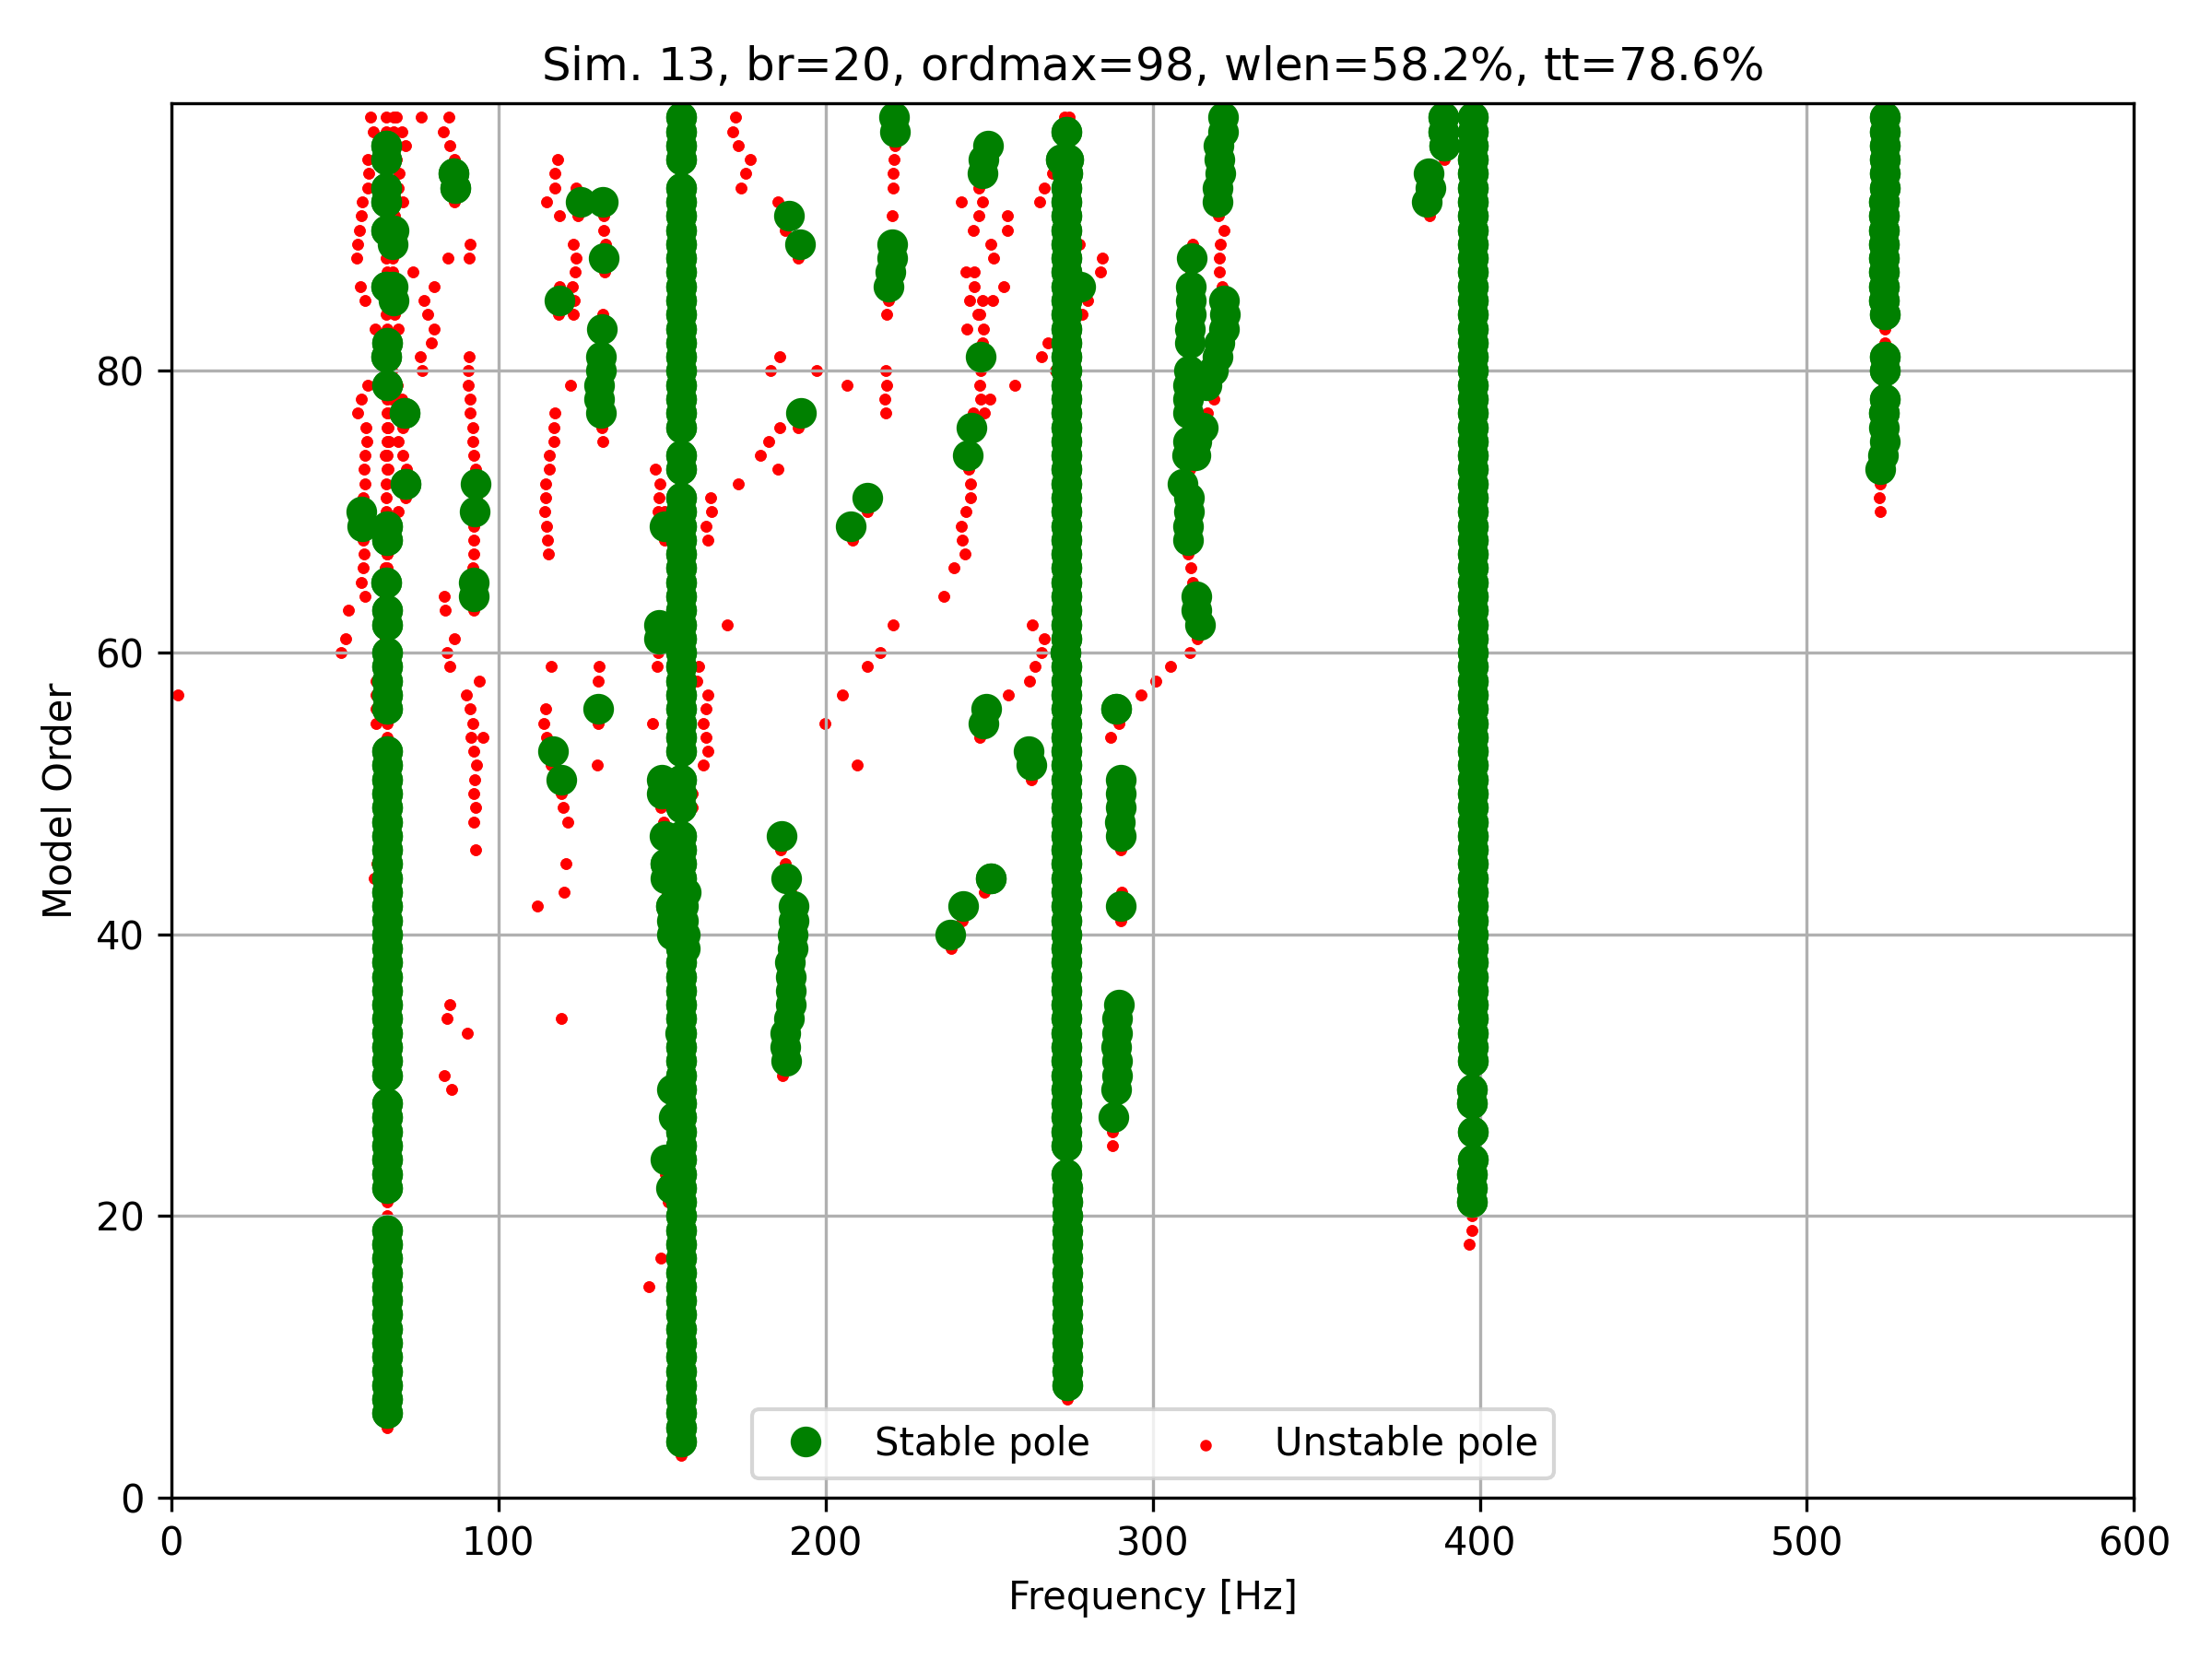 Sim. 13, br=20, ordmax=98, wlen=58.2%, tt=78.6%
80
60
40
20
0
Model Order
Stable pole
Unstable pole
0 100 200 300 400 500 600
Frequency [Hz]